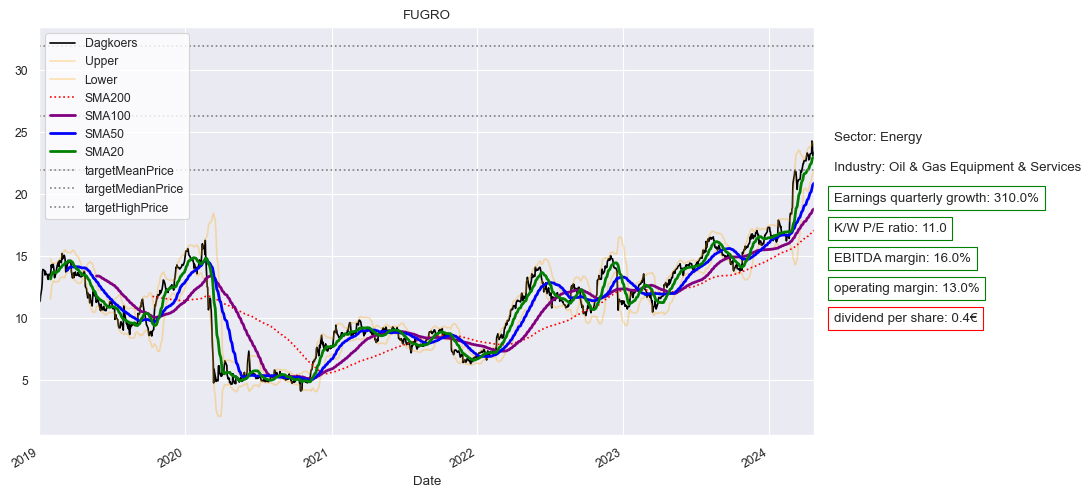 FUGRO
Dagkoers
Upper
Lower
SMA200
SMA100
SMA50
SMA20
targetMeanPrice
targetMedianPrice
targetHighPrice
30
25
20
15
10
5
2019
2020
2021
2022
2023
2024
Date
Sector: Energy
Industry: Oil & Gas Equipment & Services
Earnings quarterly growth: 310.0%
K/W P/E ratio: 11.0
EBITDA margin: 16.0%
operating margin: 13.0%
dividend per share: 0.4€